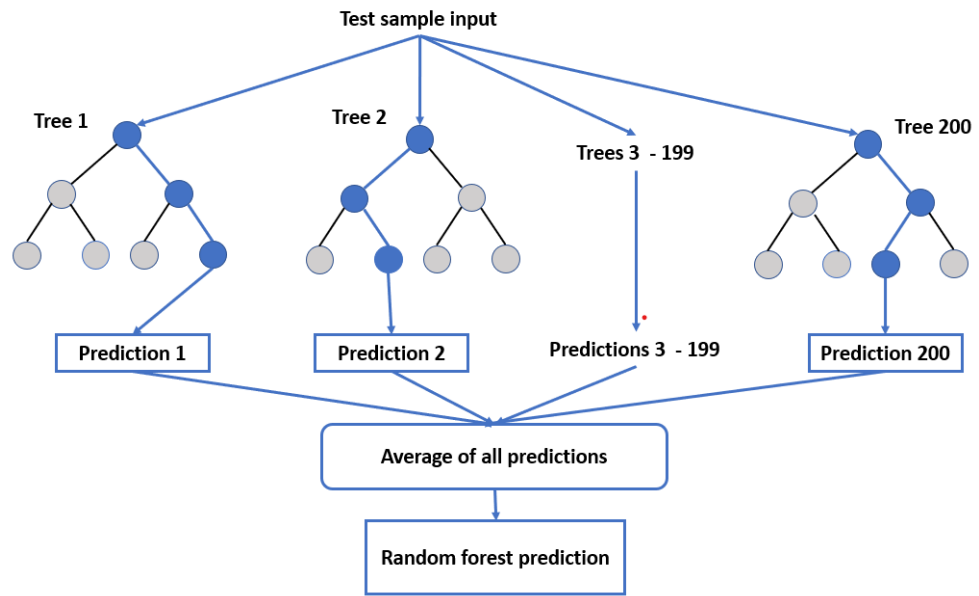 Test sample input
Tree 1
Tree 2
Trees 3 - 199
Tree 200
Prediction 1
Prediction 2
Predictions 3 - 199
Prediction 200
Average of all predictions
Random forest prediction